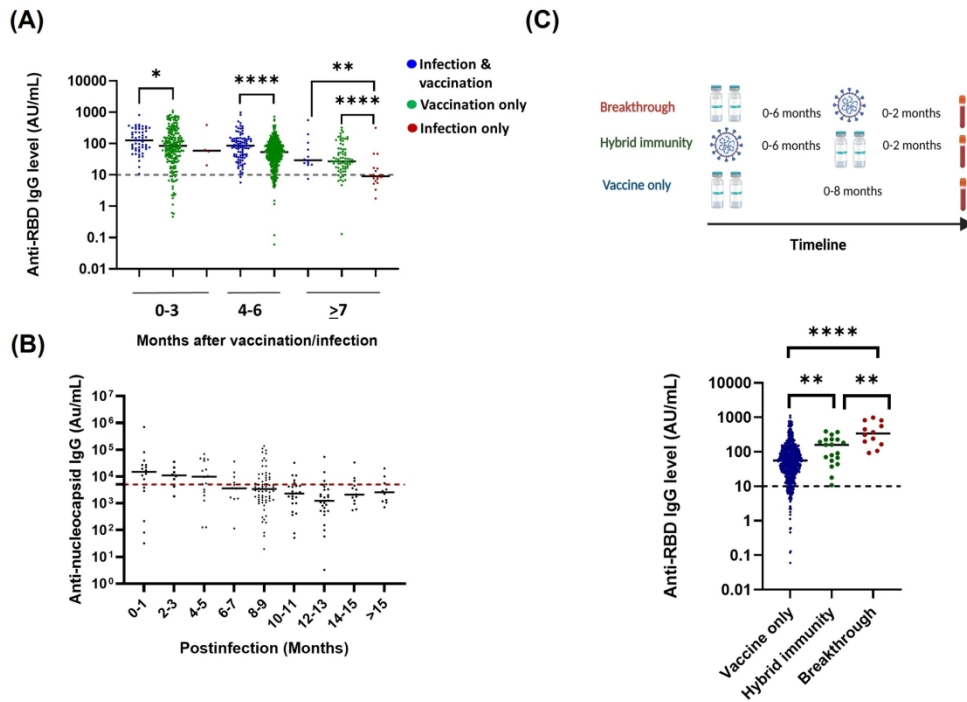 (A)
Anti-RBD IgG level (AU/mL)
10000
1000
100
10
1
0.1
0.01
*
****
**
****
Infection &
vaccination
Vaccination only
Infection only
0-3
4-6
≥7
Months after vaccination/infection
(B)
Anti-nucleocapsid IgG (Au/mL)
10⁷
10⁶
10⁵
10⁴
10³
10²
10¹
10⁰
0-1
2-3
4-5
6-7
8-9
10-11
12-13
14-15
>15
Postinfection (Months)
(C)
Breakthrough
0-6 months
0-2 months
Hybrid immunity
0-6 months
0-2 months
Vaccine only
0-8 months
Timeline
****
**
**
Anti-RBD IgG level (AU/mL)
10000
1000
100
10
1
0.1
0.01
Vaccine only
Hybrid immunity
Breakthrough